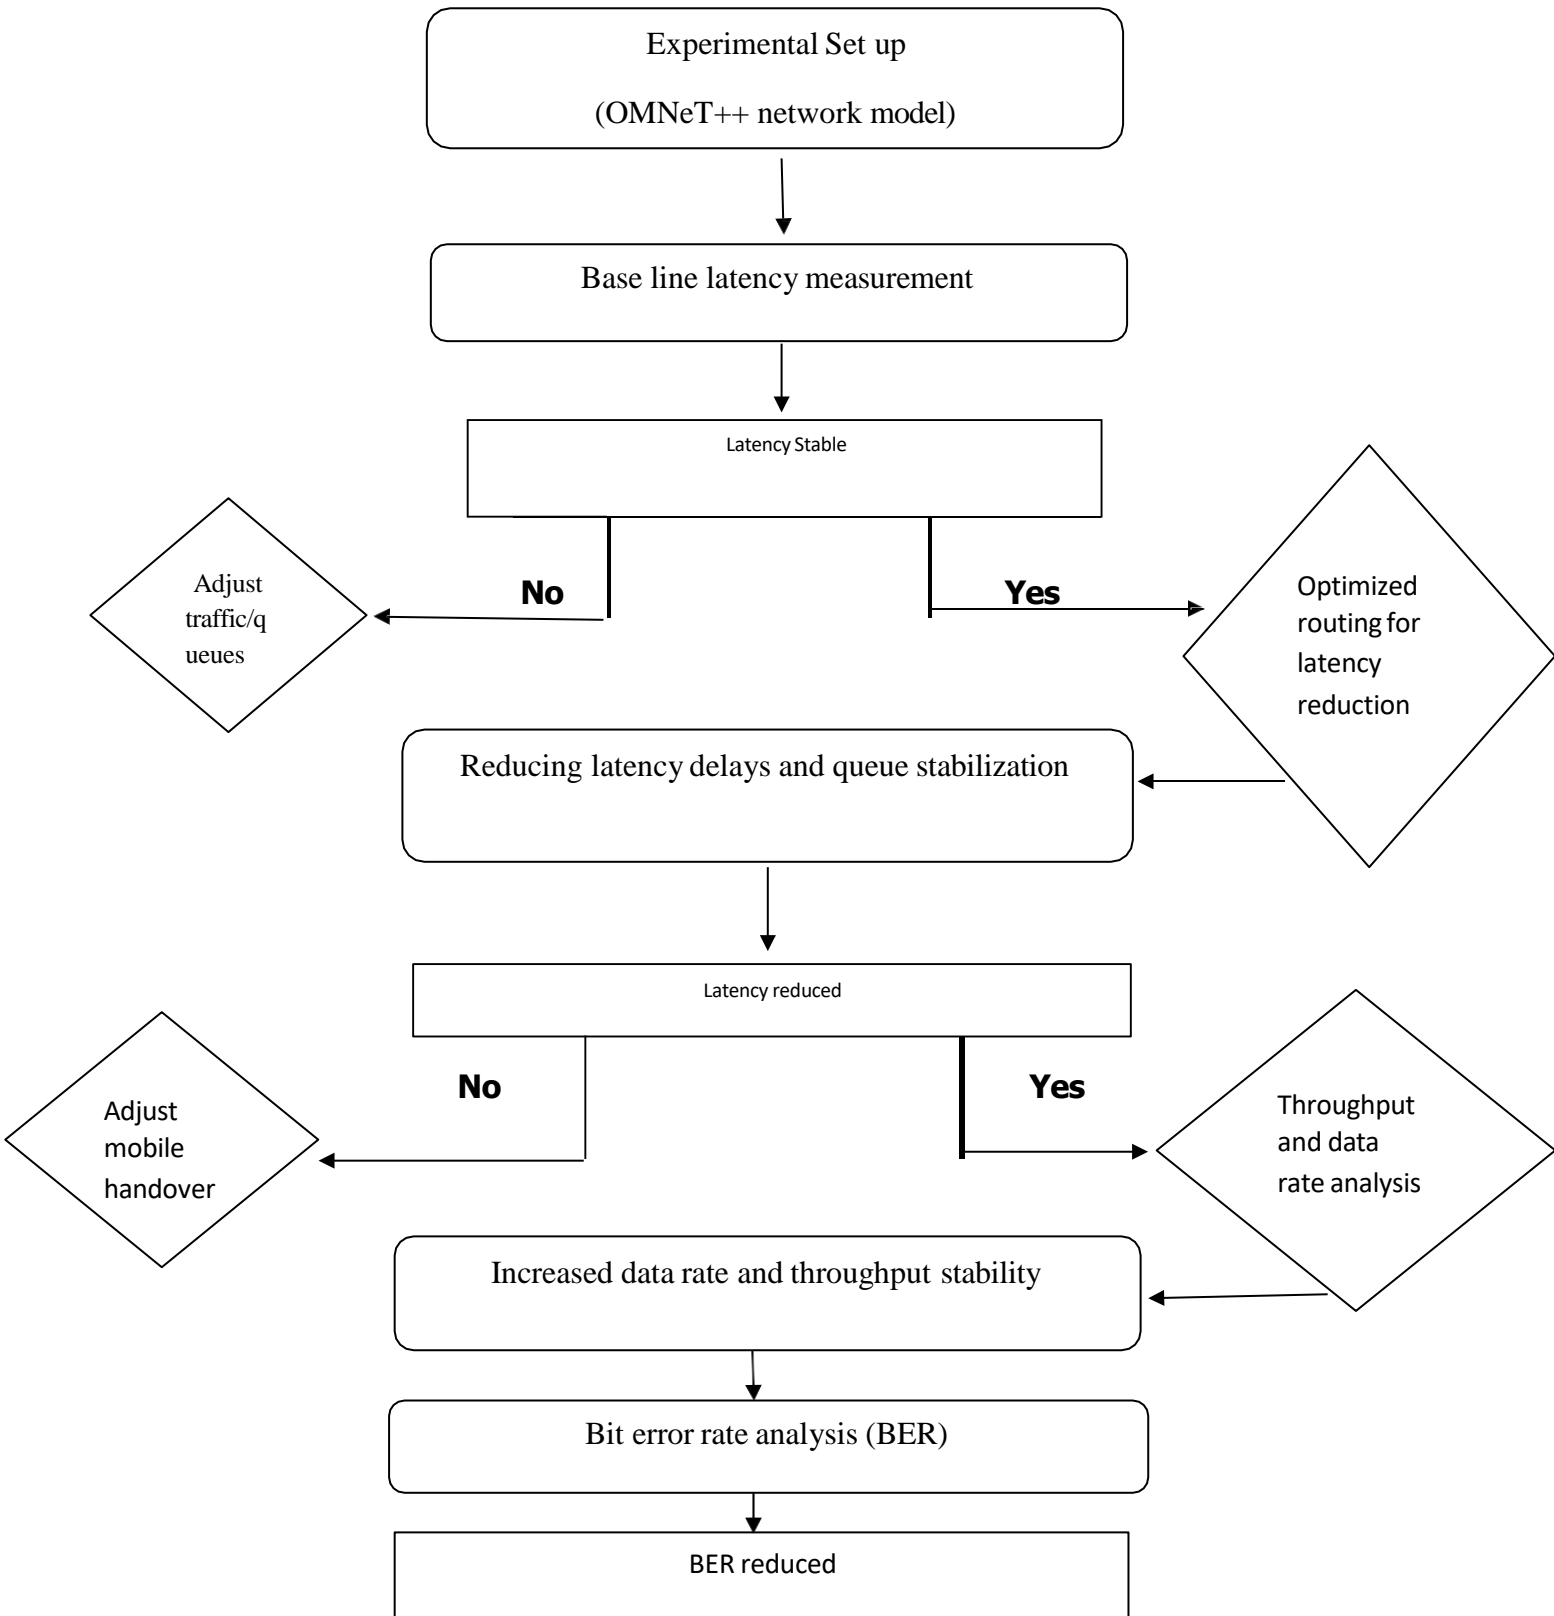 Experimental Set up
(OMNeT++ network model)
Base line latency measurement
Latency Stable
No
Yes
Adjust
traffic/q
ueues
Optimized
routing for
latency
reduction
Reducing latency delays and queue stabilization
Latency reduced
No
Yes
Adjust
mobile
handover
Throughput
and data
rate analysis
Increased data rate and throughput stability
Bit error rate analysis (BER)
BER reduced